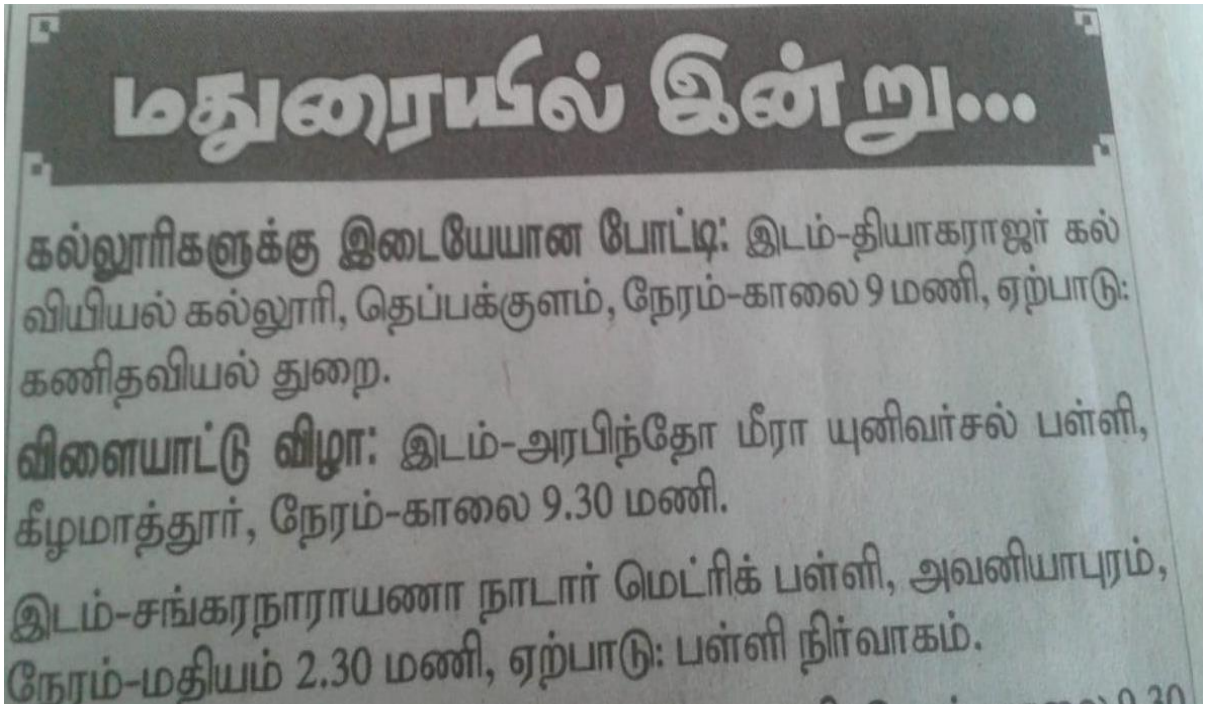 மதுரையில் இன்று...
கல்லூரிகளுக்கு இடையேயான போட்டி: இடம்-தியாகராஜர் கல்
வியியல் கல்லூரி, தெப்பக்குளம், நேரம்-காலை 9 மணி, ஏற்பாடு:
கணிதவியல் துறை.
விளையாட்டு விழா: இடம்-அரபிந்தோ மீரா யுனிவர்சல் பள்ளி,
கீழமாத்தூர், நேரம்-காலை 9.30 மணி.
இடம்-சங்கரநாராயணா நாடார் மெட்ரிக் பள்ளி, அவனியாபுரம்,
நேரம்-மதியம் 2.30 மணி, ஏற்பாடு: பள்ளி நிர்வாகம்.
9.30